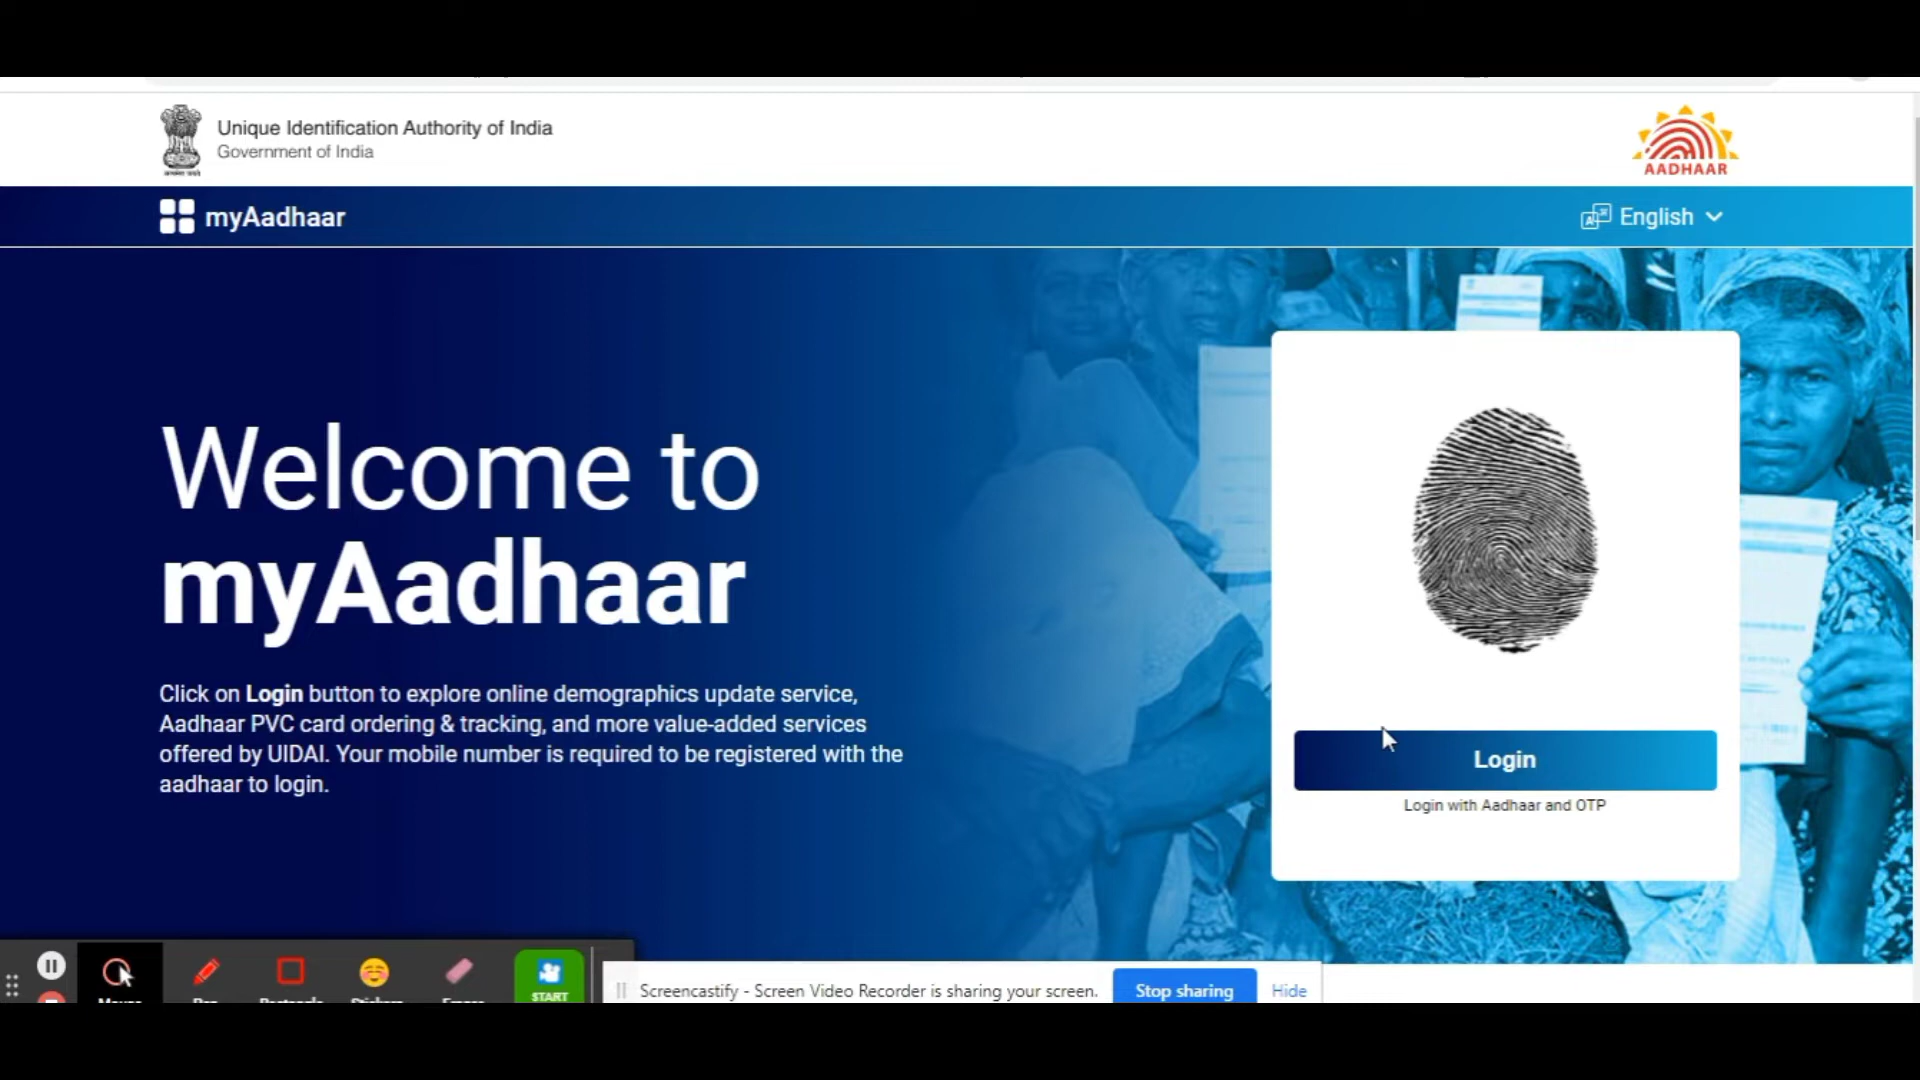 Unique Identification Authority of India
Government of India
AADHAAR
myAadhaar
English
Welcome to
myAadhaar
Click on Login button to explore online demographics update service,
Aadhaar PVC card ordering & tracking, and more value-added services
offered by UIDAI. Your mobile number is required to be registered with the
aadhaar to login.
Login
Login with Aadhaar and OTP
START
Screencastify - Screen Video Recorder is sharing your screen.
Stop sharing
Hide